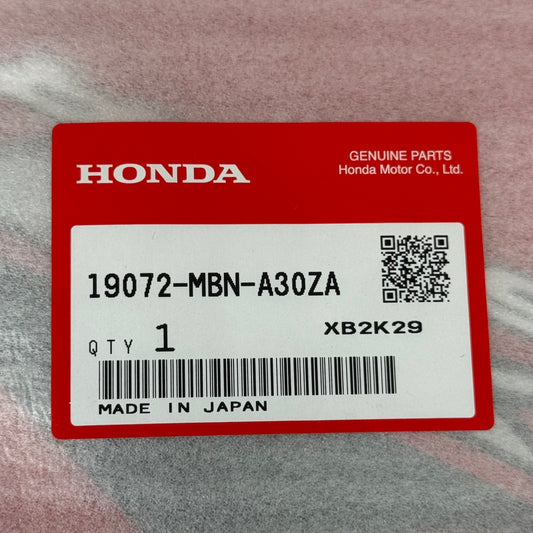 HONDA
GENUINE PARTS
Honda Motor Co., Ltd.
19072-MBN-A30ZA
QTY 1
XB2K29
MADE IN JAPAN